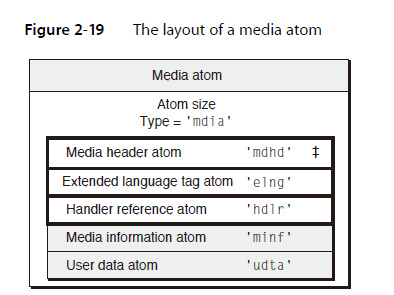 Figure 2-19 The layout of a media atom
Media atom
Atom size
Type = 'mdia'
Media header atom 'mdhd' ‡
Extended language tag atom 'elng'
Handler reference atom 'hdlr'
Media information atom 'minf'
User data atom 'udta'